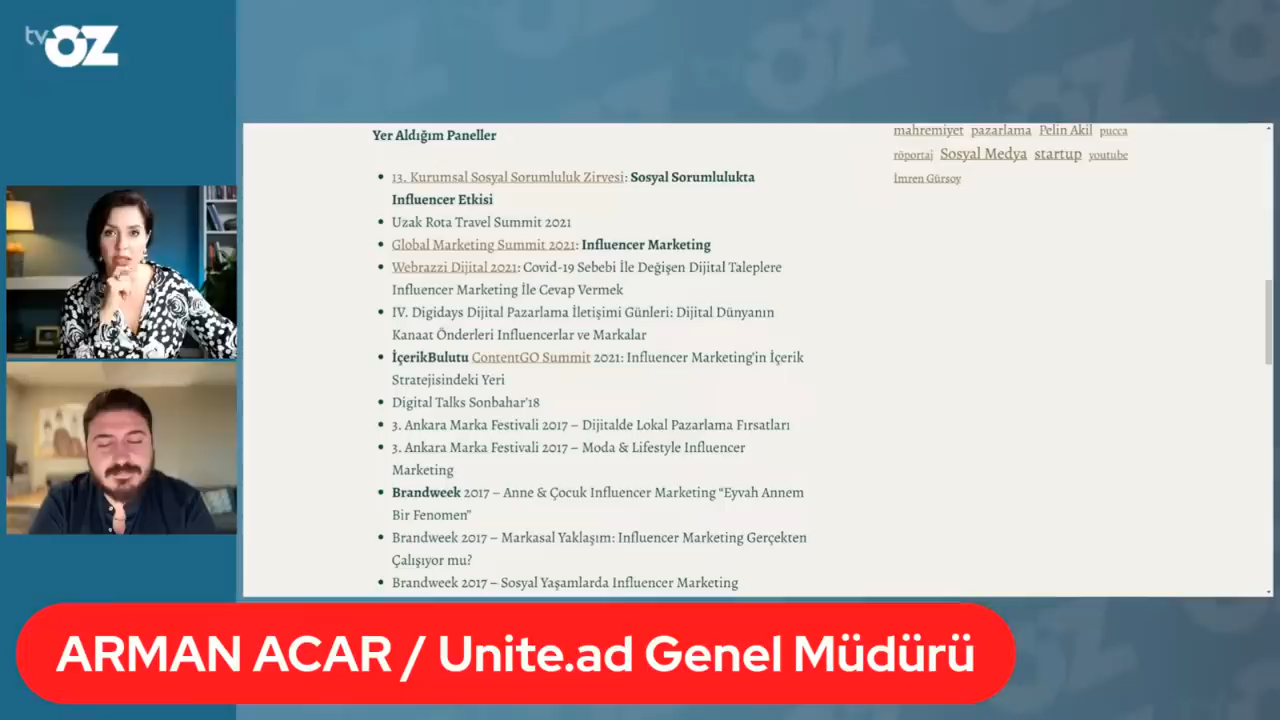 tvÖZ
Yer Aldığım Paneller
13. Kurumsal Sosyal Sorumluluk Zirvesi: Sosyal Sorumlulukta
Influencer Etkisi
Uzak Rota Travel Summit 2021
Global Marketing Summit 2021: Influencer Marketing
Webrazzi Dijital 2021: Covid-19 Sebebi İle Değişen Dijital Taleplere
Influencer Marketing İle Cevap Vermek
IV. Digidays Dijital Pazarlama İletişimi Günleri: Dijital Dünyanın
Kanaat Önderleri Influencerlar ve Markalar
İçerikBulutu ContentGO Summit 2021: Influencer Marketing'in İçerik
Stratejisindeki Yeri
Digital Talks Sonbahar'18
3. Ankara Marka Festivali 2017 – Dijitalde Lokal Pazarlama Fırsatları
3. Ankara Marka Festivali 2017 – Moda & Lifestyle Influencer
Marketing
Brandweek 2017 – Anne & Çocuk Influencer Marketing “Eyvah Annem
Bir Fenomen”
Brandweek 2017 – Markasal Yaklaşım: Influencer Marketing Gerçekten
Çalışıyor mu?
Brandweek 2017 – Sosyal Yaşamlarda Influencer Marketing
mahremiyet pazarlama Pelin Akil pucca
röportaj Sosyal Medya startup youtube
İmren Gürsoy
ARMAN ACAR / Unite.ad Genel Müdürü